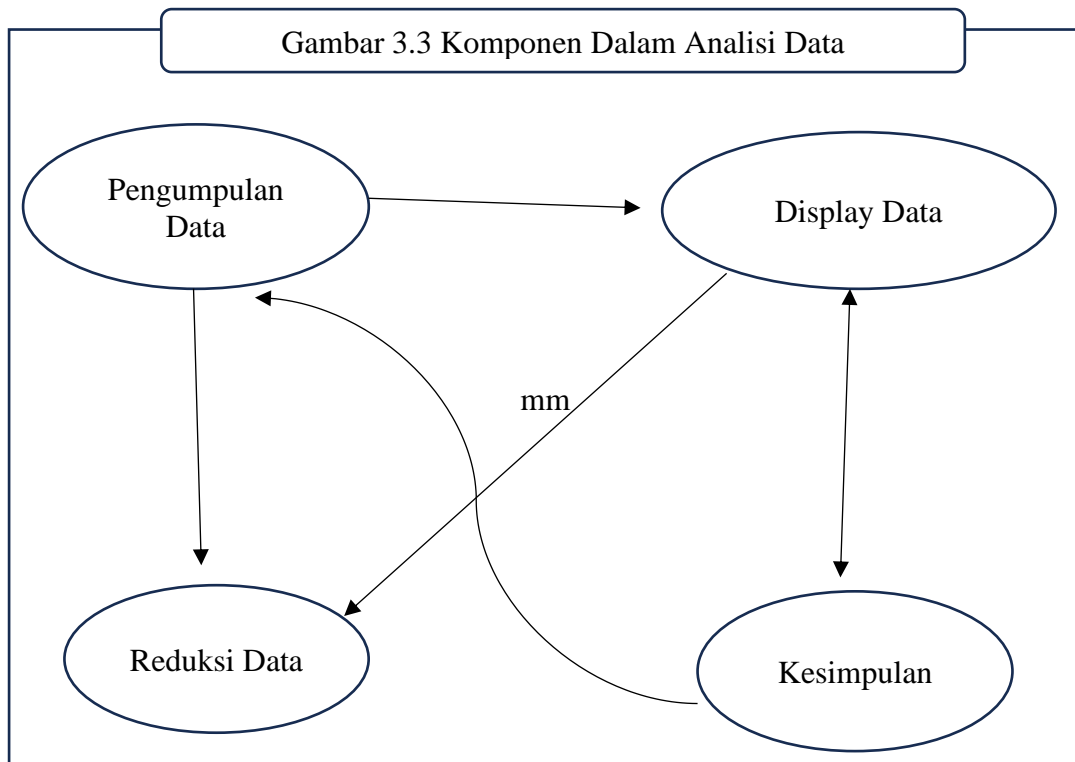 Gambar 3.3 Komponen Dalam Analisi Data
Pengumpulan
Data
Display Data
mm
Reduksi Data
Kesimpulan